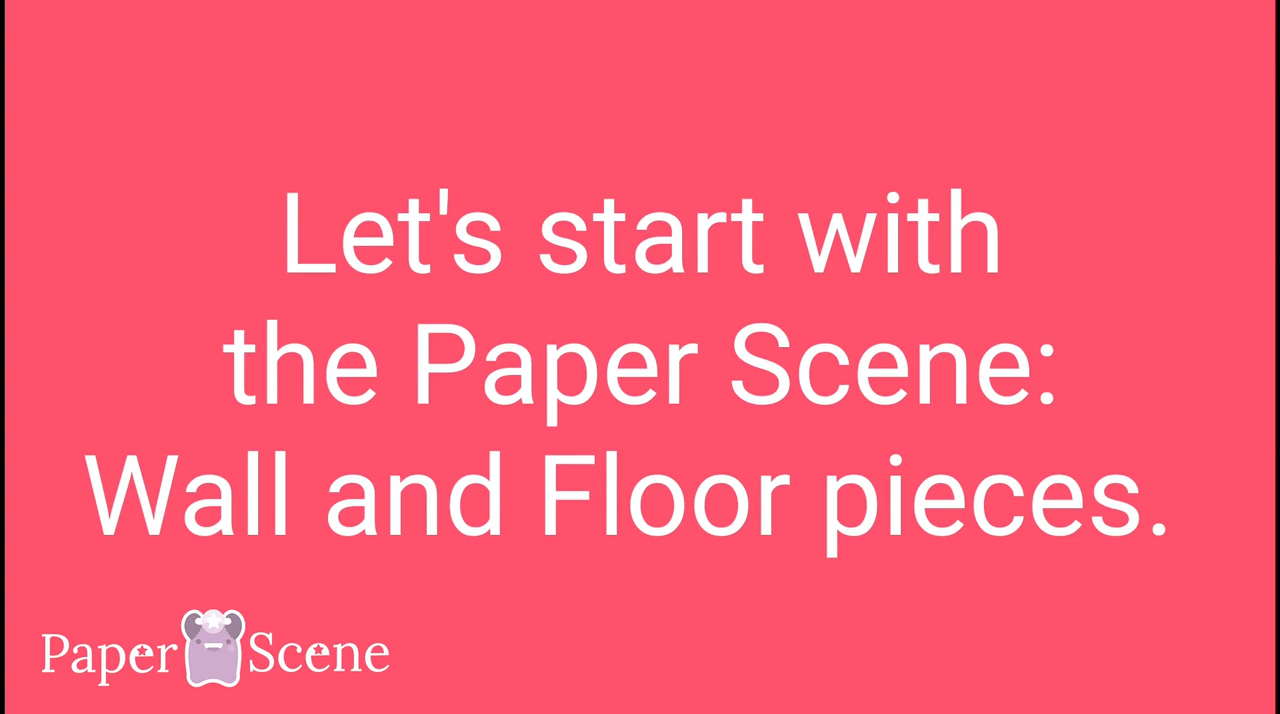 Let's start with
the Paper Scene:
Wall and Floor pieces.
Paper Scene